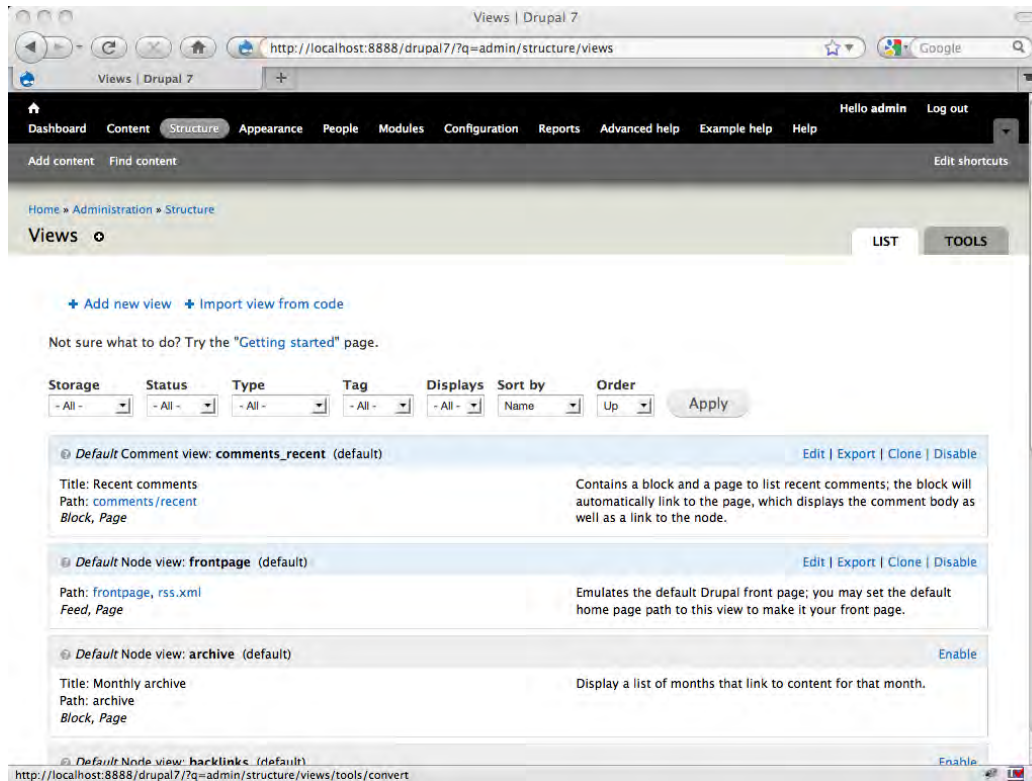 Views | Drupal 7
http://localhost:8888/drupal7/?q=admin/structure/views
Google
Views | Drupal 7
Hello admin Log out
Dashboard Content Structure Appearance People Modules Configuration Reports Advanced help Example help Help
Add content Find content Edit shortcuts
Home » Administration » Structure
Views
LIST TOOLS
+ Add new view + Import view from code
Not sure what to do? Try the "Getting started" page.
Storage Status Type Tag Displays Sort by Order
- All - - All - - All - - All - - All - Name Up Apply
Default Comment view: comments_recent (default) Edit | Export | Clone | Disable
Title: Recent comments
Path: comments/recent
Block, Page
Contains a block and a page to list recent comments; the block will
automatically link to the page, which displays the comment body as
well as a link to the node.
Default Node view: frontpage (default) Edit | Export | Clone | Disable
Path: frontpage, rss.xml
Feed, Page
Emulates the default Drupal front page; you may set the default
home page path to this view to make it your front page.
Default Node view: archive (default) Enable
Title: Monthly archive
Path: archive
Block, Page
Display a list of months that link to content for that month.
Default Node view: backlinks (default) Enable
http://localhost:8888/drupal7/?q=admin/structure/views/tools/convert